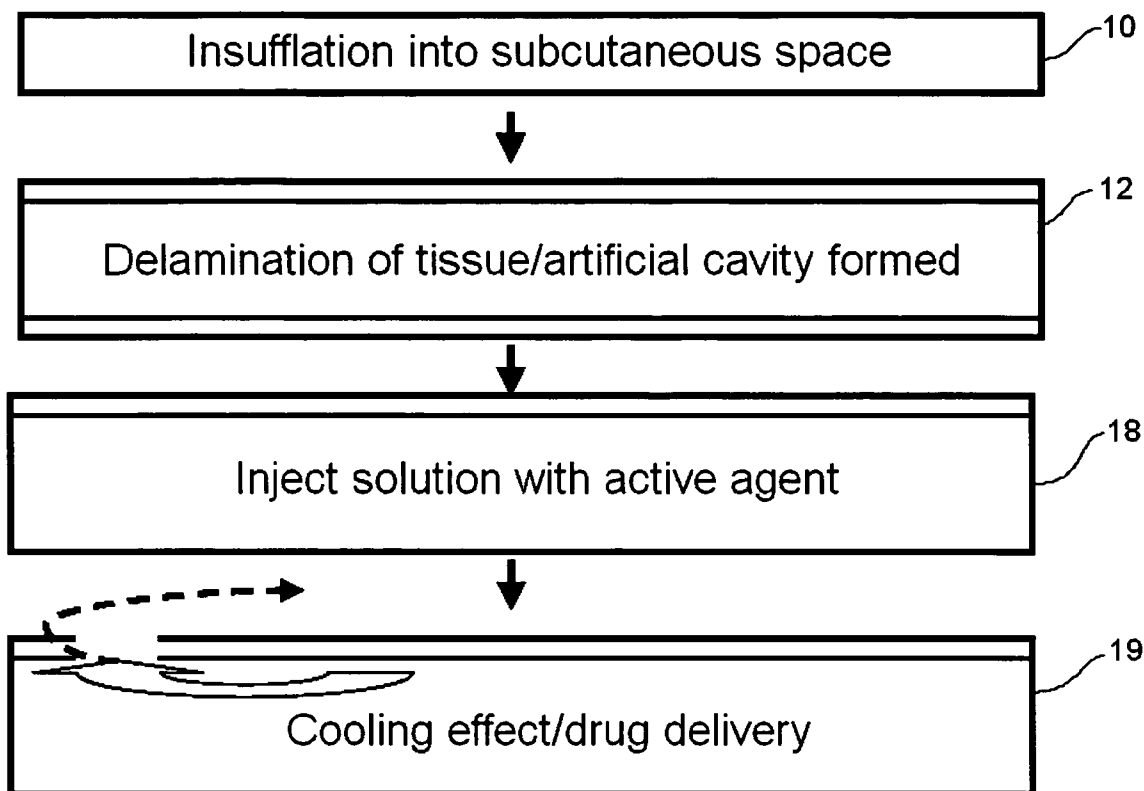 Insufflation into subcutaneous space
10
Delamination of tissue/artificial cavity formed
12
Inject solution with active agent
18
Cooling effect/drug delivery
19